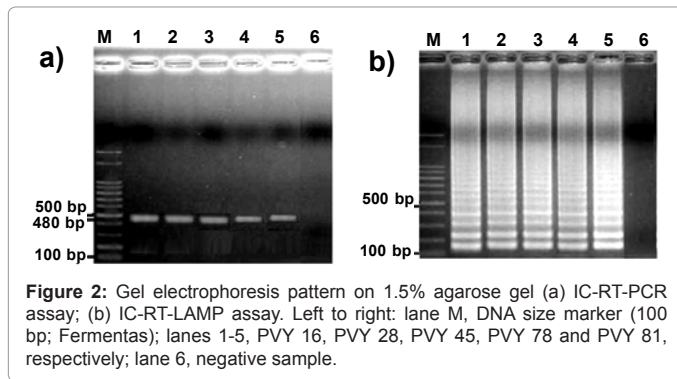 a)
M 1 2 3 4 5 6
500 bp
480 bp
100 bp
b)
M 1 2 3 4 5 6
500 bp
100 bp
Figure 2: Gel electrophoresis pattern on 1.5% agarose gel (a) IC-RT-PCR
assay; (b) IC-RT-LAMP assay. Left to right: lane M, DNA size marker (100
bp; Fermentas); lanes 1-5, PVY 16, PVY 28, PVY 45, PVY 78 and PVY 81,
respectively; lane 6, negative sample.